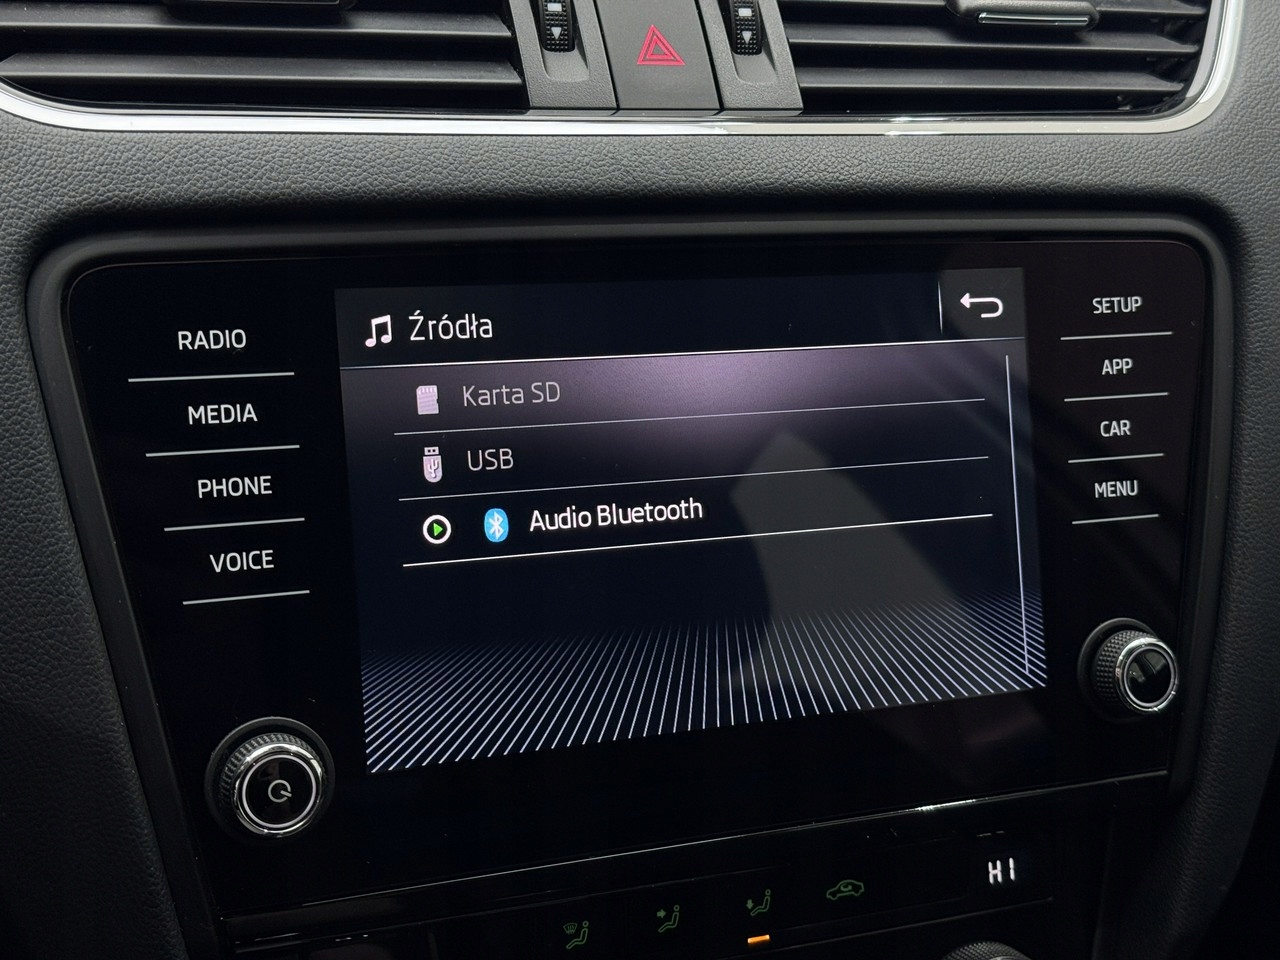 RADIO
MEDIA
PHONE
VOICE
Źródła
Karta SD
USB
Audio Bluetooth
SETUP
APP
CAR
MENU
HI